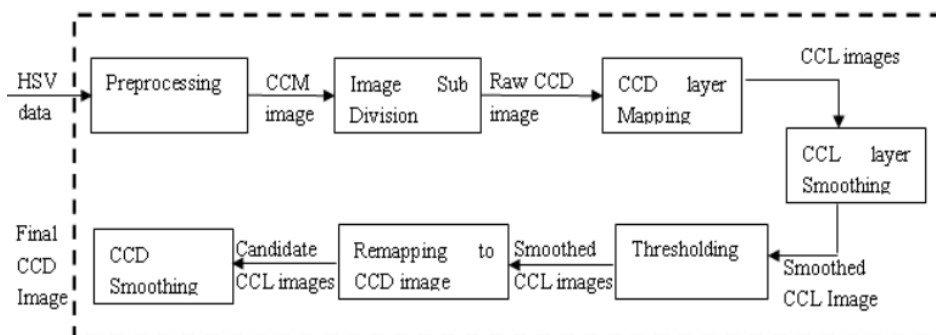 HSV
data
Preprocessing
CCM
image
Image Sub
Division
Raw CCD
image
CCD layer
Mapping
CCL images
CCL layer
Smoothing
Smoothed
CCL Image
Thresholding
Smoothed
CCL images
Remapping to
CCD image
Candidate
CCL images
CCD
Smoothing
Final
CCD
Image